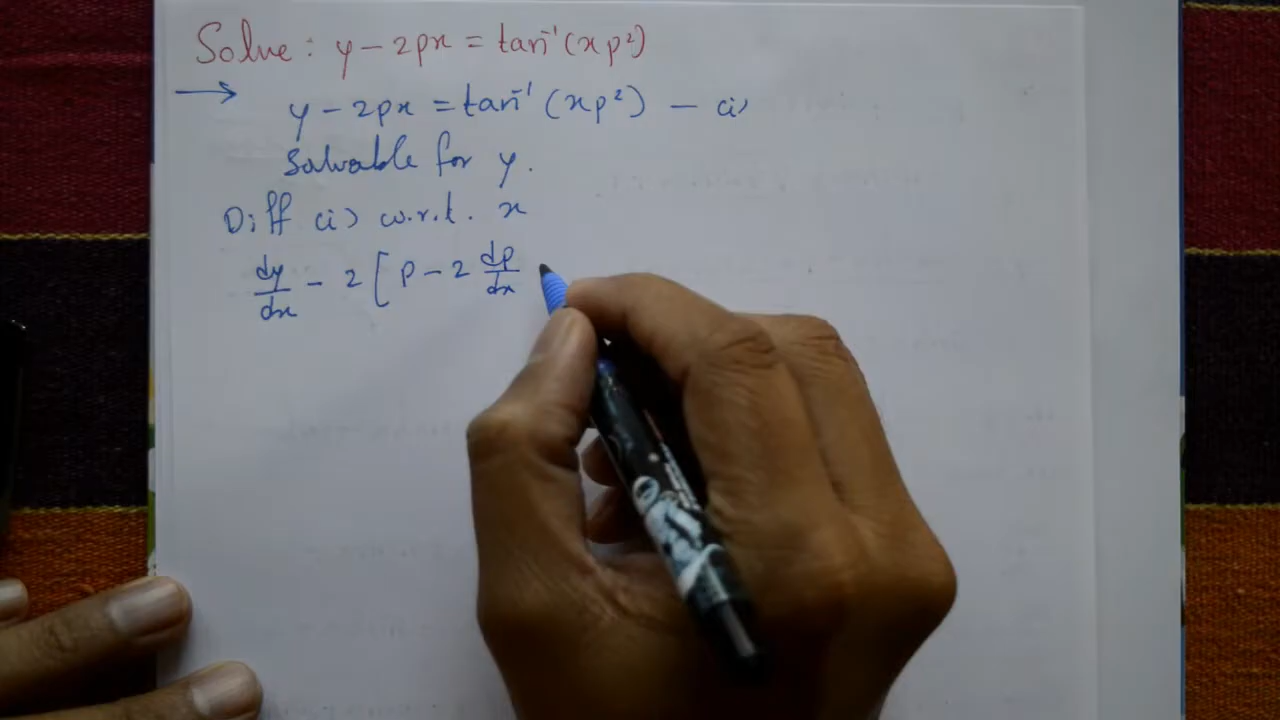 Solve: y - 2px = tan⁻¹(xp²)
→ y - 2px = tan⁻¹(xp²) - (i)
Solvable for y.
Diff (i) w.r.t. x
dy/dx - 2 [ p - 2 dp/dx